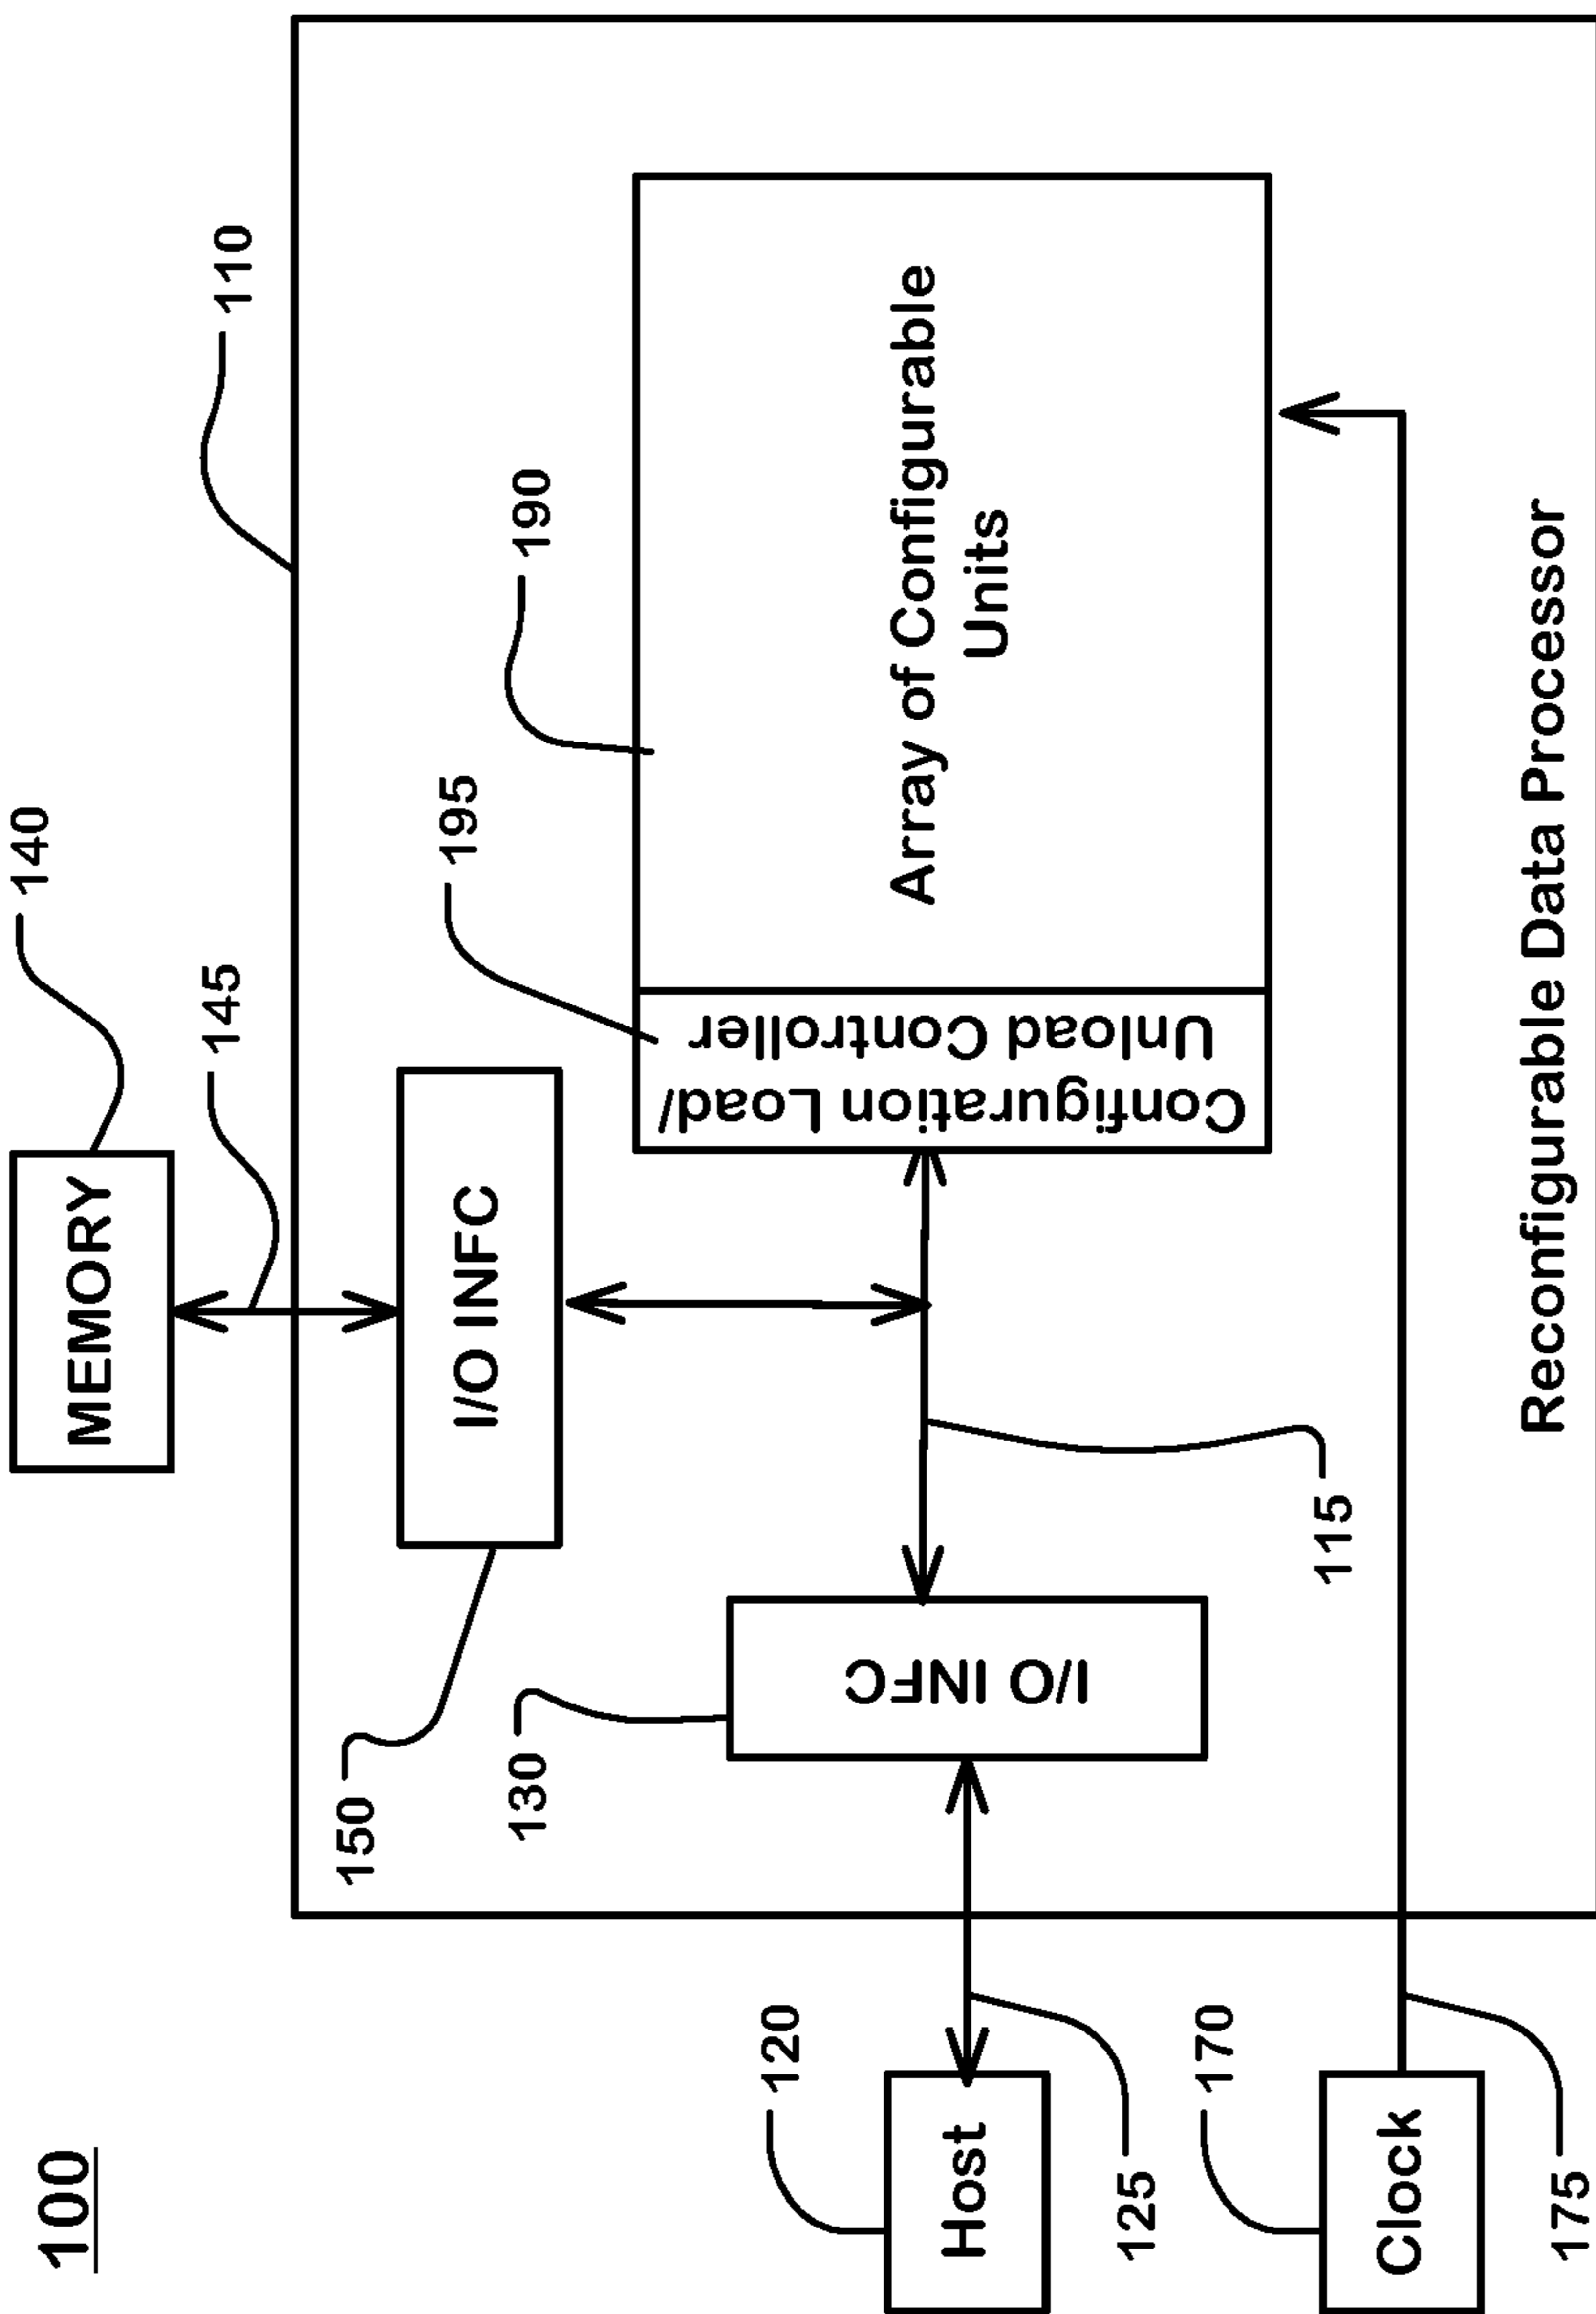 100
MEMORY
140
145
110
I/O INFC
150
130
I/O INFC
195
190
Configuration Load/
Unload Controller
Array of Configurable
Units
115
120
Host
125
170
Clock
175
Reconfigurable Data Processor